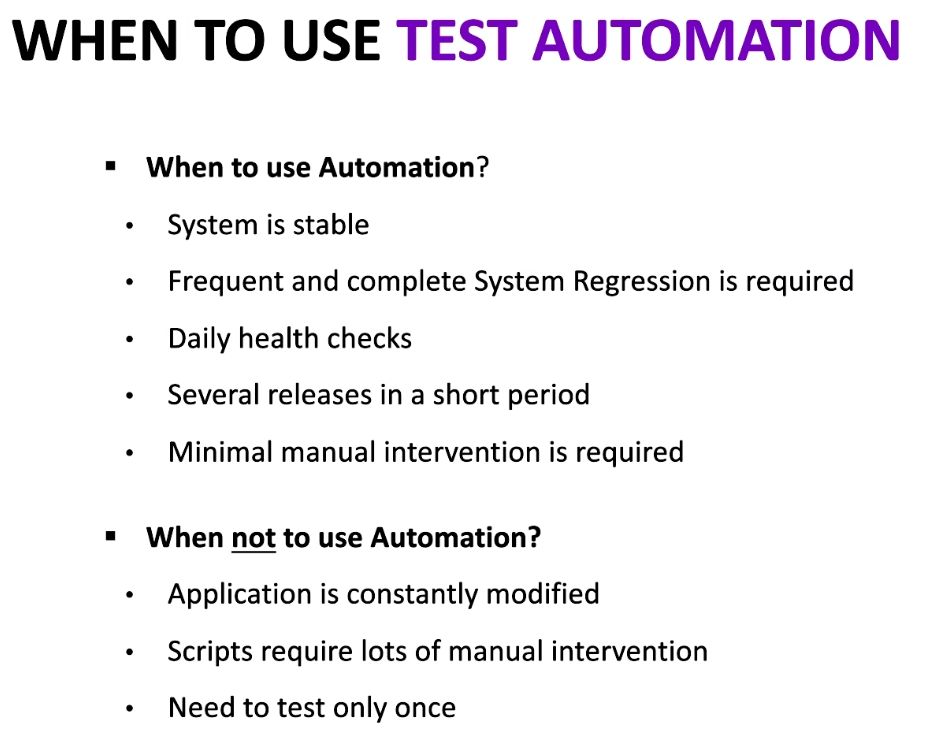 WHEN TO USE TEST AUTOMATION
▪ When to use Automation?
• System is stable
• Frequent and complete System Regression is required
• Daily health checks
• Several releases in a short period
• Minimal manual intervention is required
▪ When not to use Automation?
• Application is constantly modified
• Scripts require lots of manual intervention
• Need to test only once